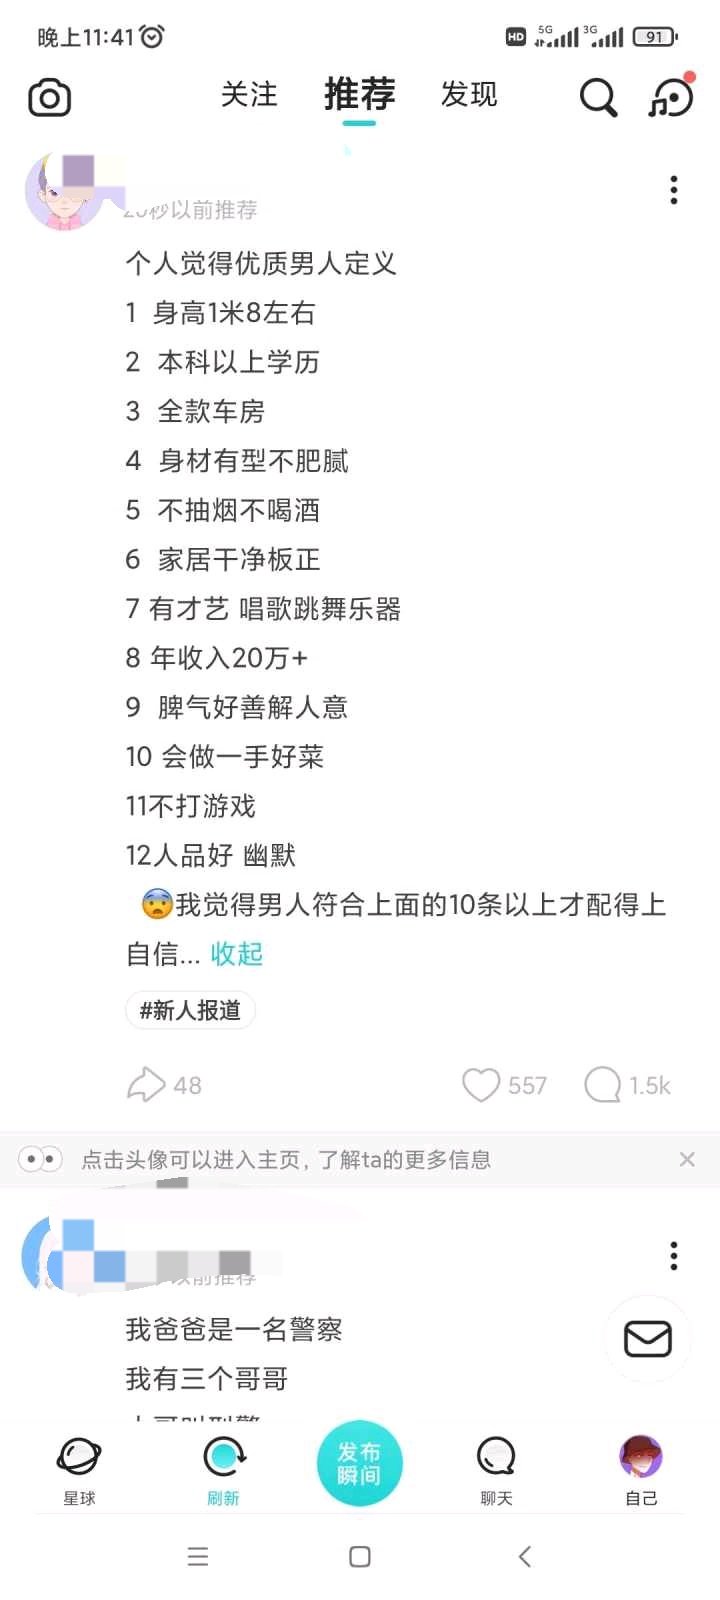 晚上11:41
HD 5G 3G 91
关注 推荐 发现
秒以前推荐
个人觉得优质男人定义
1 身高1米8左右
2 本科以上学历
3 全款车房
4 身材有型不肥腻
5 不抽烟不喝酒
6 家居干净板正
7 有才艺 唱歌跳舞乐器
8 年收入20万+
9 脾气好善解人意
10 会做一手好菜
11不打游戏
12人品好 幽默
😨我觉得男人符合上面的10条以上才配得上
自信... 收起
#新人报道
48 557 1.5k
点击头像可以进入主页，了解ta的更多信息
以前推荐
我爸爸是一名警察
我有三个哥哥
发布
瞬间
星球 刷新 聊天 自己